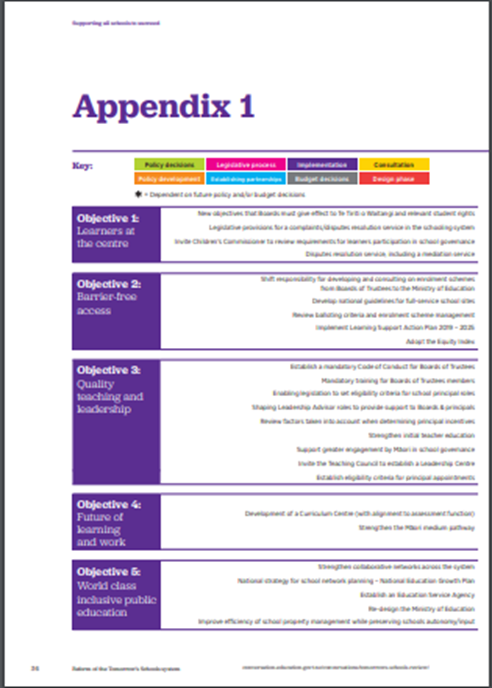 Supporting all schools to succeed
Appendix 1
Key:
Policy decisions
Legislative process
Implementation
Consultation
Policy development
Establishing partnerships
Budget decisions
Design phase
✱ = Dependent on future policy and/or budget decisions
Objective 1:
Learners at
the centre
New objectives that Boards must give effect to Te Tiriti o Waitangi and relevant student rights
Legislative provisions for a complaints/disputes resolution service in the schooling system
Invite Children's Commissioner to review requirements for learners participation in school governance
Disputes resolution service, including a mediation service
Objective 2:
Barrier-free
access
Shift responsibility for developing and consulting on enrolment schemes
from Boards of Trustees to the Ministry of Education
Develop national guidelines for full-service school sites
Review balloting criteria and enrolment scheme management
Implement Learning Support Action Plan 2019 – 2025
Adopt the Equity Index
Objective 3:
Quality
teaching and
leadership
Establish a mandatory Code of Conduct for Boards of Trustees
Mandatory training for Boards of Trustees members
Enabling legislation to set eligibility criteria for school principal roles
Shaping Leadership Advisor roles to provide support to Boards & principals
Review factors taken into account when determining principal incentives
Strengthen initial teacher education
Support greater engagement by Māori in school governance
Invite the Teaching Council to establish a Leadership Centre
Establish eligibility criteria for principal appointments
Objective 4:
Future of
learning
and work
Development of a Curriculum Centre (with alignment to assessment function)
Strengthen the Māori medium pathway
Objective 5:
World class
inclusive public
education
Strengthen collaborative networks across the system
National strategy for school network planning – National Education Growth Plan
Establish an Education Service Agency
Re-design the Ministry of Education
Improve efficiency of school property management while preserving schools autonomy/input
Reform of the Tomorrow's Schools system